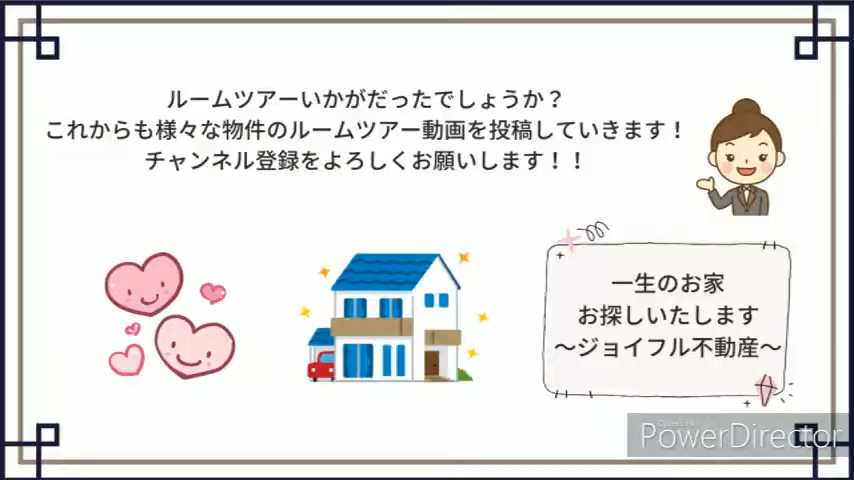 ルームツアーいかがだったでしょうか？
これからも様々な物件のルームツアー動画を投稿していきます！
チャンネル登録をよろしくお願いします！！
一生のお家
お探しいたします
～ジョイフル不動産～
CyberLink
PowerDirector